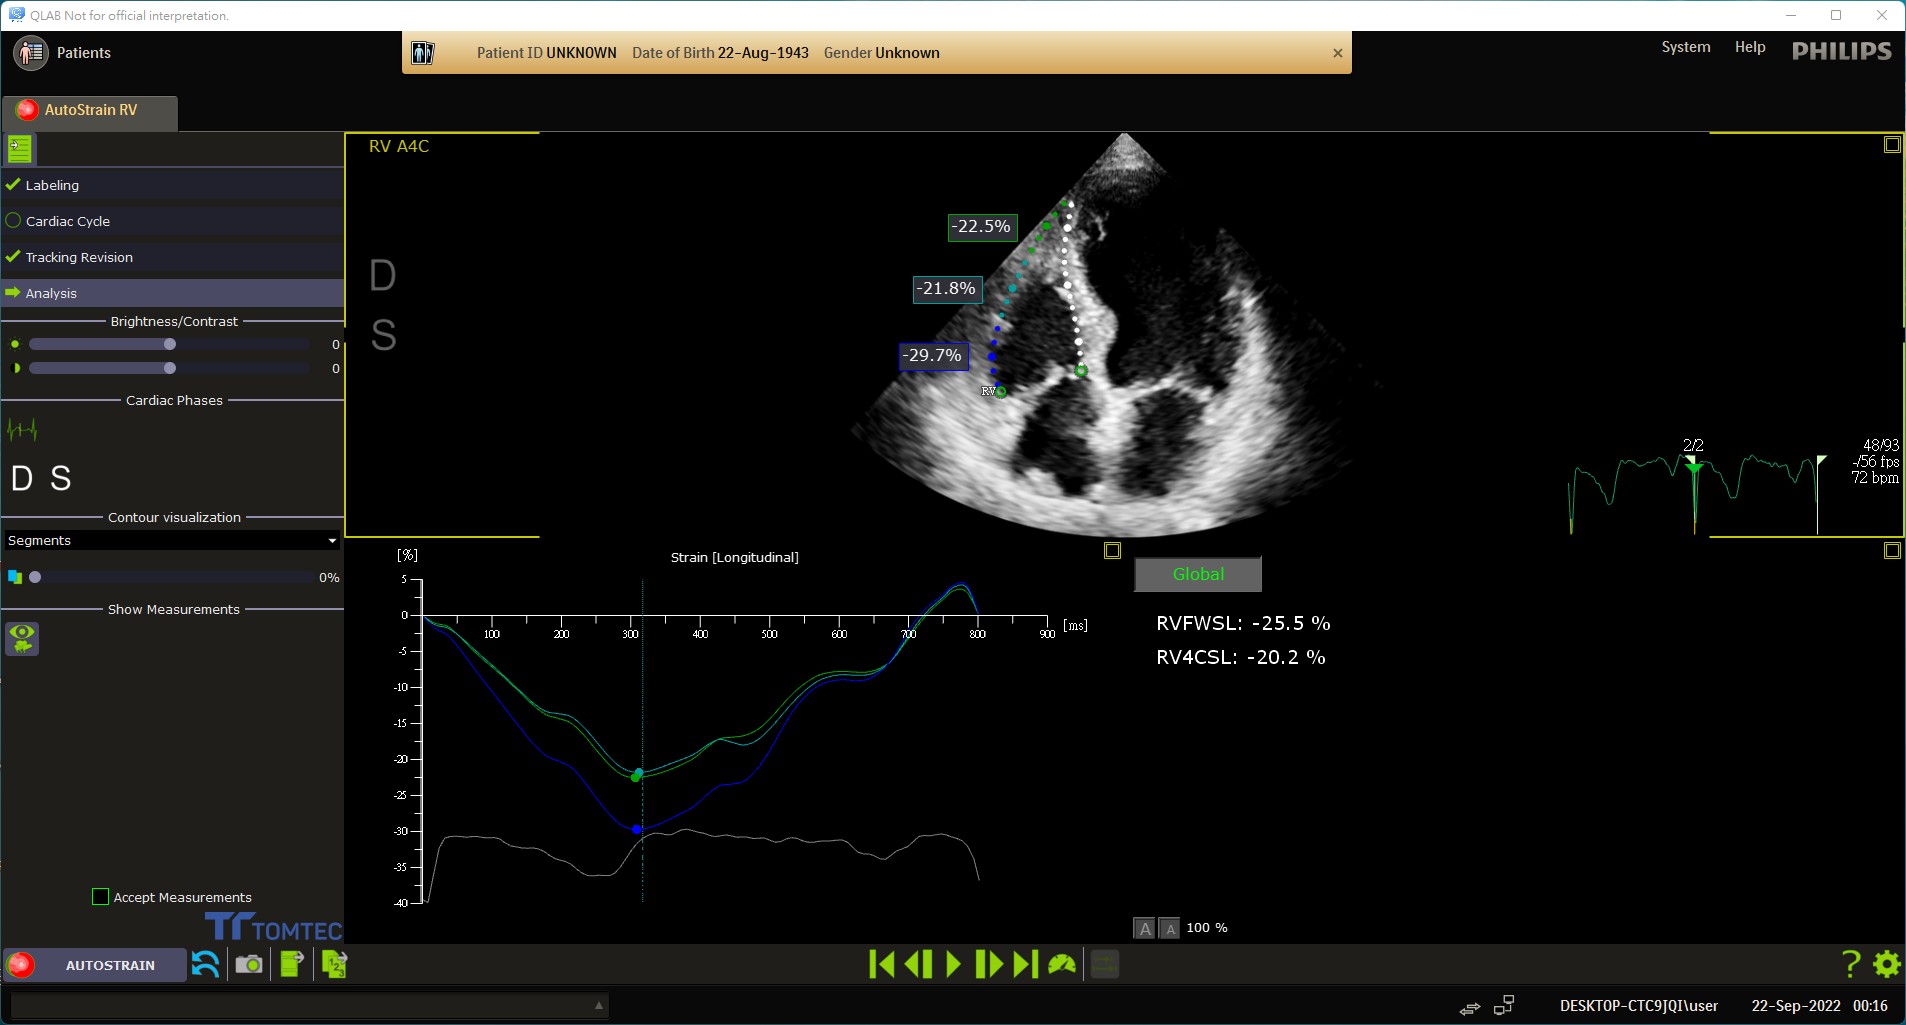 QLAB Not for official interpretation.
Patients
Patient ID UNKNOWN Date of Birth 22-Aug-1943 Gender Unknown
System Help PHILIPS
AutoStrain RV
Labeling
Cardiac Cycle
Tracking Revision
Analysis
Brightness/Contrast
0
0
Cardiac Phases
D S
Contour visualization
Segments
0%
Show Measurements
Accept Measurements
TOMTEC
RV A4C
D
S
-22.5%
-21.8%
-29.7%
RV
2/2
48/93
-/56 fps
72 bpm
[%]
Strain [Longitudinal]
5
0
-5
-10
-15
-20
-25
-30
-35
-40
100 200 300 400 500 600 700 800 900 [ms]
Global
RVFWSL: -25.5 %
RV4CSL: -20.2 %
A A 100 %
AUTOSTRAIN
123
?
DESKTOP-CTC9JQI\user 22-Sep-2022 00:16